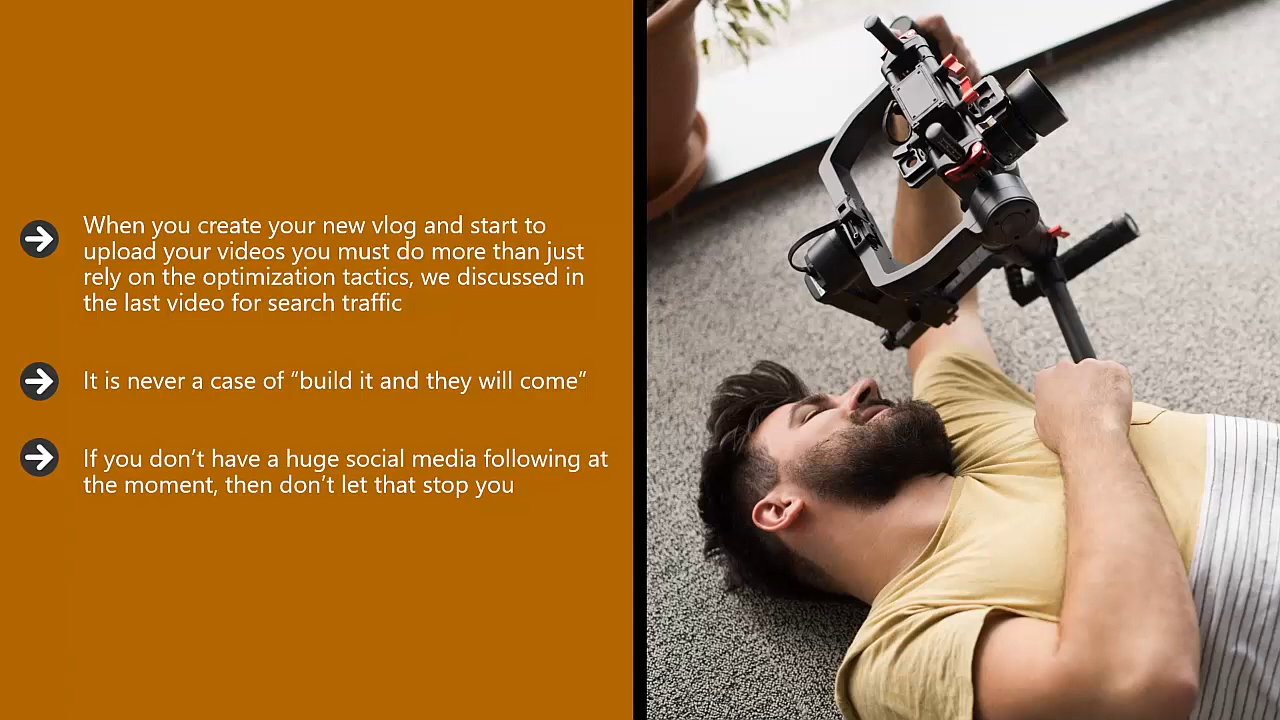 When you create your new vlog and start to
upload your videos you must do more than just
rely on the optimization tactics, we discussed in
the last video for search traffic
It is never a case of “build it and they will come”
If you don’t have a huge social media following at
the moment, then don’t let that stop you